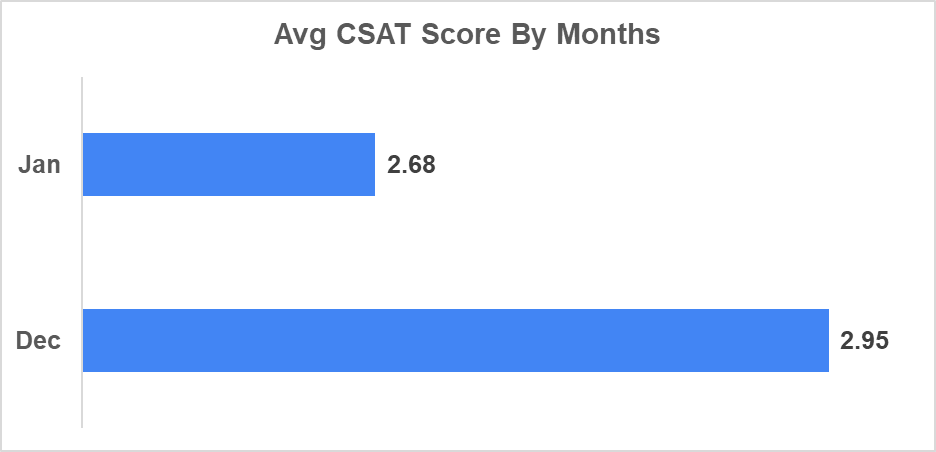 Avg CSAT Score By Months
Jan 2.68
Dec 2.95